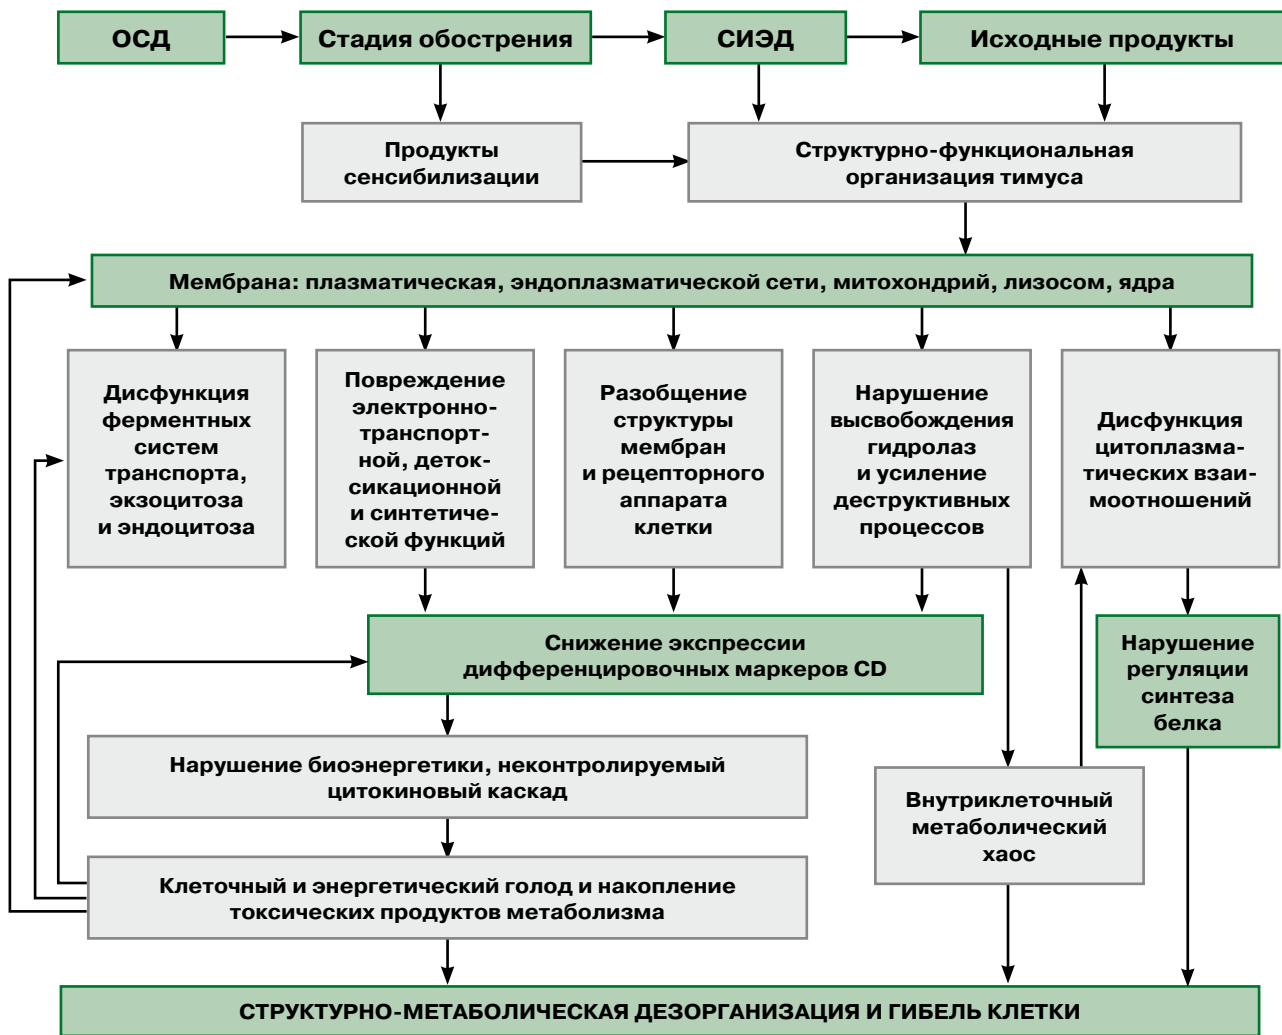 ОСД
Стадия обострения
СИЭД
Исходные продукты
Продукты
сенсибилизации
Структурно-функциональная
организация тимуса
Мембрана: плазматическая, эндоплазматической сети, митохондрий, лизосом, ядра
Дисфункция
ферментных
систем
транспорта,
экзоцитоза
и эндоцитоза
Повреждение
электронно-
транспорт-
ной, деток-
сикационной
и синтетиче-
ской функций
Разобщение
структуры
мембран
и рецепторного
аппарата
клетки
Нарушение
высвобождения
гидролаз
и усиление
деструктивных
процессов
Дисфункция
цитоплазма-
тических взаи-
моотношений
Снижение экспрессии
дифференцировочных маркеров CD
Нарушение
регуляции
синтеза
белка
Нарушение биоэнергетики, неконтролируемый
цитокиновый каскад
Внутриклеточный
метаболический
хаос
Клеточный и энергетический голод и накопление
токсических продуктов метаболизма
СТРУКТУРНО-МЕТАБОЛИЧЕСКАЯ ДЕЗОРГАНИЗАЦИЯ И ГИБЕЛЬ КЛЕТКИ